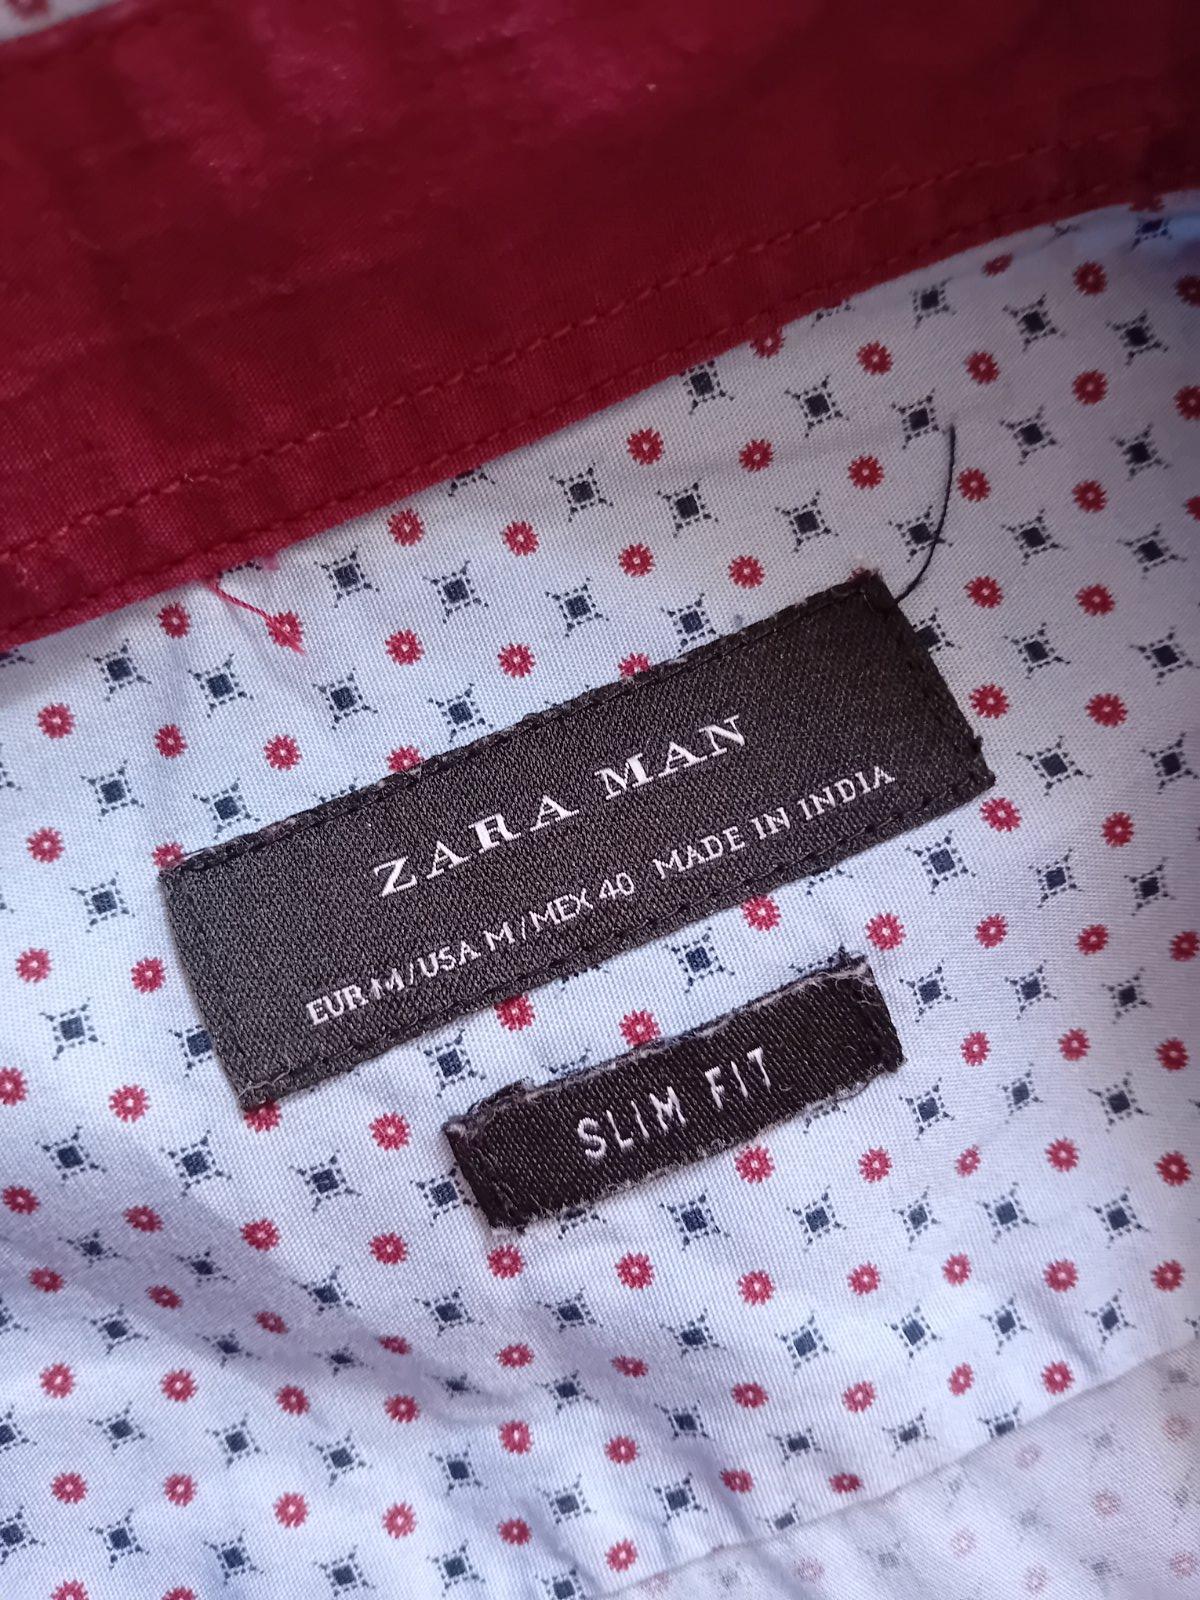 ZARA MAN
EUR M/USA M/MEX 40 MADE IN INDIA
SLIM FIT